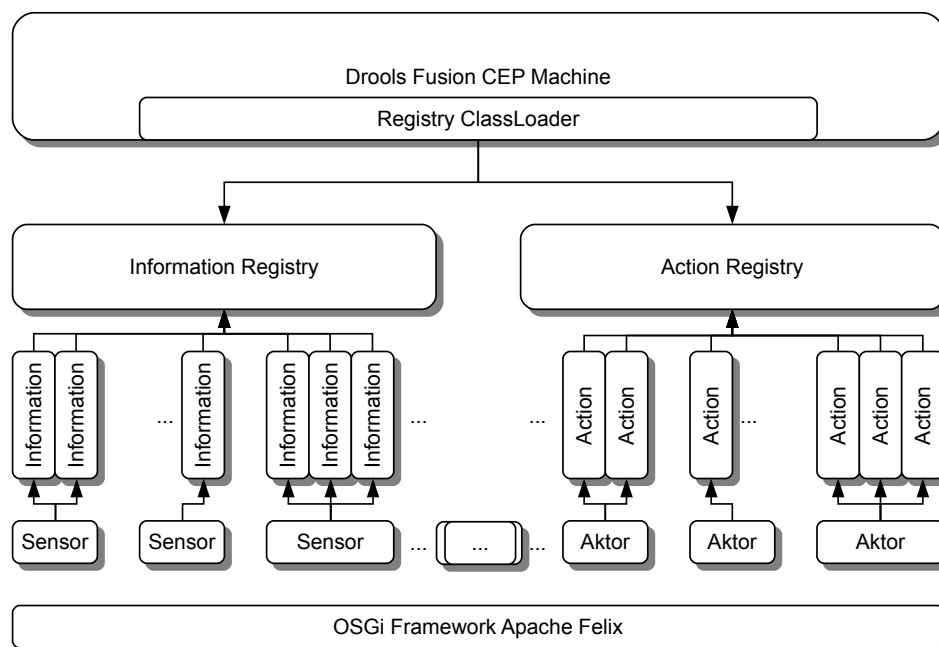 Drools Fusion CEP Machine
Registry ClassLoader
Information Registry
Action Registry
Information
Information
...
Information
Information
Information
Information
...
...
Action
Action
Action
...
Action
Action
Action
Sensor
Sensor
Sensor
...
...
...
Aktor
Aktor
Aktor
OSGi Framework Apache Felix